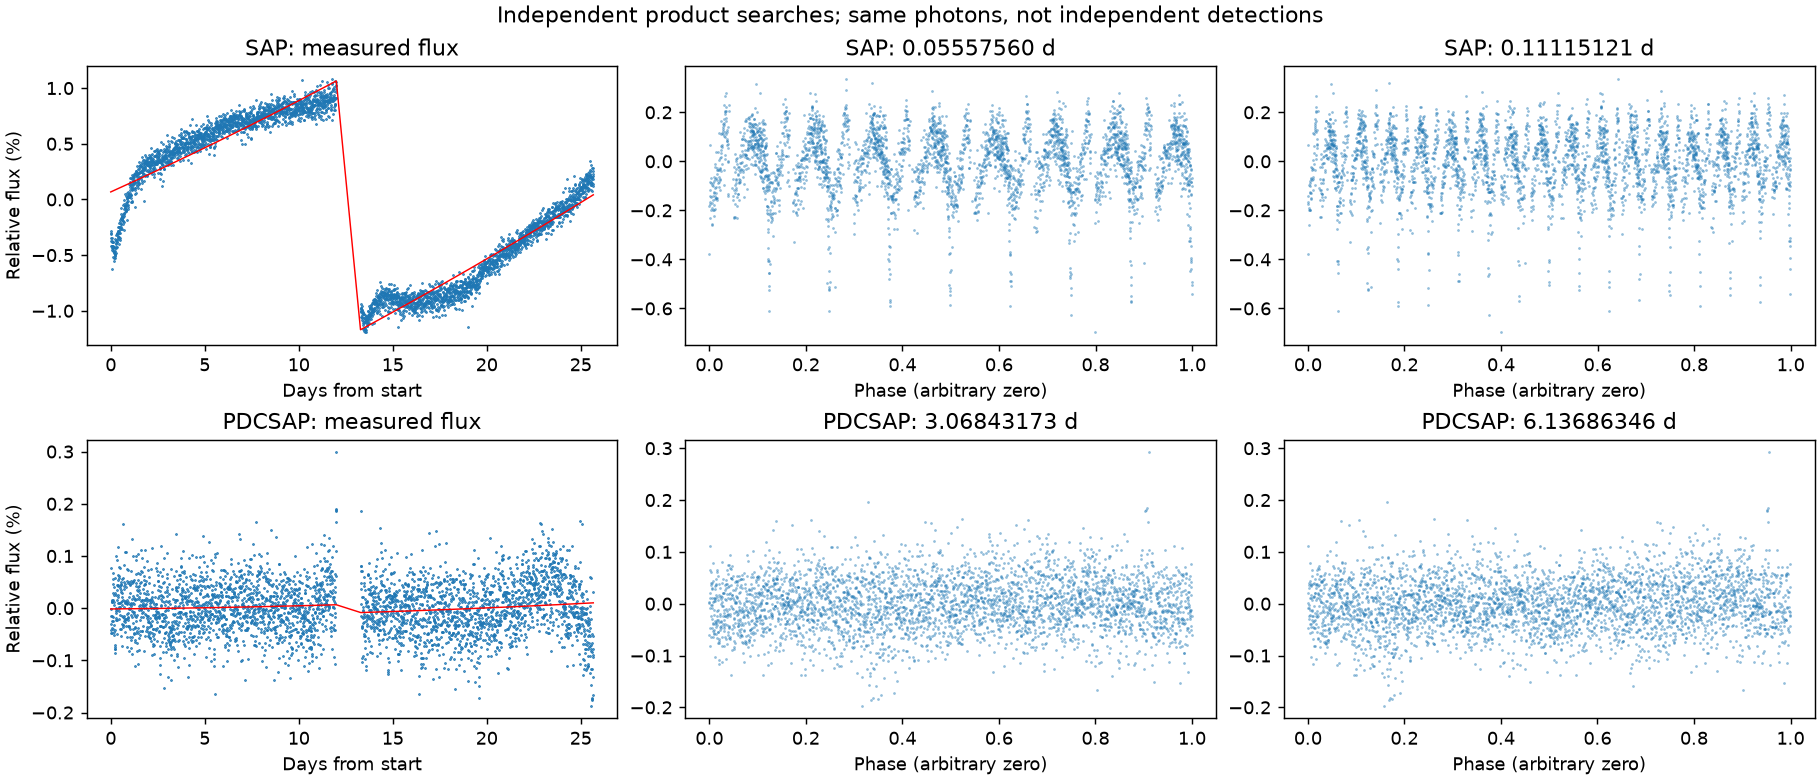 Independent product searches; same photons, not independent detections
SAP: measured flux
SAP: 0.05557560 d
SAP: 0.11115121 d
Relative flux (%)
1.0
0.5
0.0
−0.5
−1.0
0.2
0.0
−0.2
−0.4
−0.6
0.2
0.0
−0.2
−0.4
−0.6
0 5 10 15 20 25
0.0 0.2 0.4 0.6 0.8 1.0
0.0 0.2 0.4 0.6 0.8 1.0
Days from start
Phase (arbitrary zero)
Phase (arbitrary zero)
PDCSAP: measured flux
PDCSAP: 3.06843173 d
PDCSAP: 6.13686346 d
Relative flux (%)
0.3
0.2
0.1
0.0
−0.1
−0.2
0.3
0.2
0.1
0.0
−0.1
−0.2
0.3
0.2
0.1
0.0
−0.1
−0.2
0 5 10 15 20 25
0.0 0.2 0.4 0.6 0.8 1.0
0.0 0.2 0.4 0.6 0.8 1.0
Days from start
Phase (arbitrary zero)
Phase (arbitrary zero)